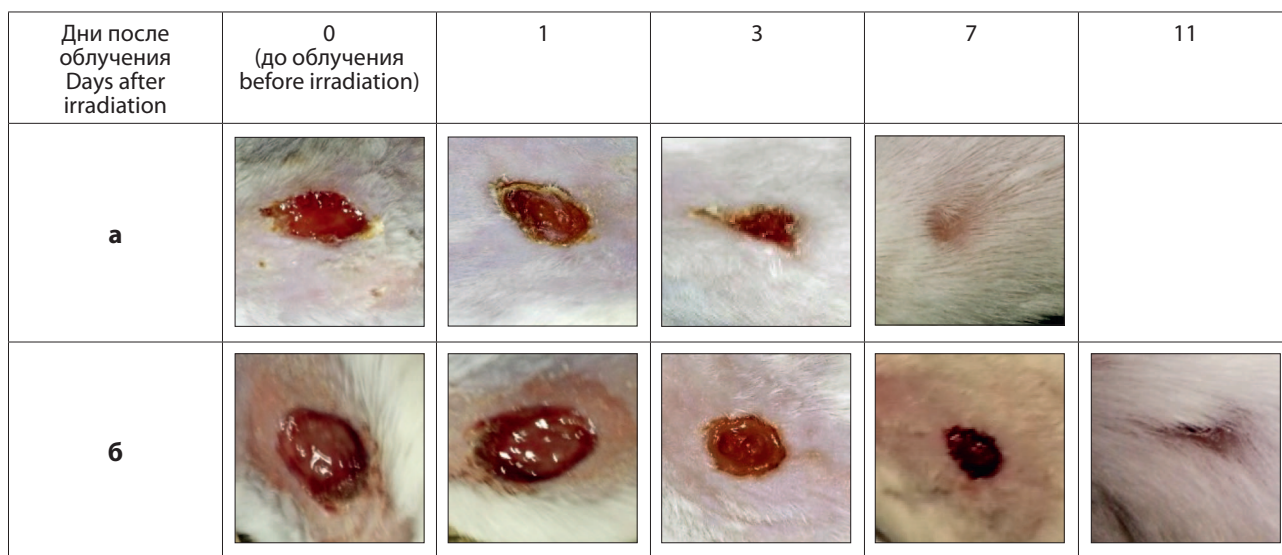 Дни после
облучения
Days after
irradiation
0
(до облучения
before irradiation)
1
3
7
11
а
б